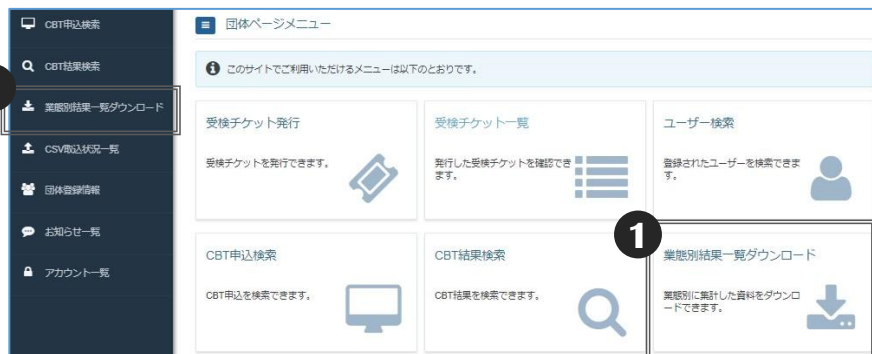 CBT申込検索
CBT結果検索
業態別結果一覧ダウンロード
CSV取込状況一覧
団体登録情報
お知らせ一覧
アカウント一覧
団体ページメニュー
このサイトでご利用いただけるメニューは以下のとおりです。
受検チケット発行
受検チケットを発行できます。
受検チケット一覧
発行した受検チケットを確認でき
ます。
ユーザー検索
登録されたユーザーを検索できま
す。
CBT申込検索
CBT申込を検索できます。
CBT結果検索
CBT結果を検索できます。
1
業態別結果一覧ダウンロード
業態別に集計した資料をダウンロ
ードできます。